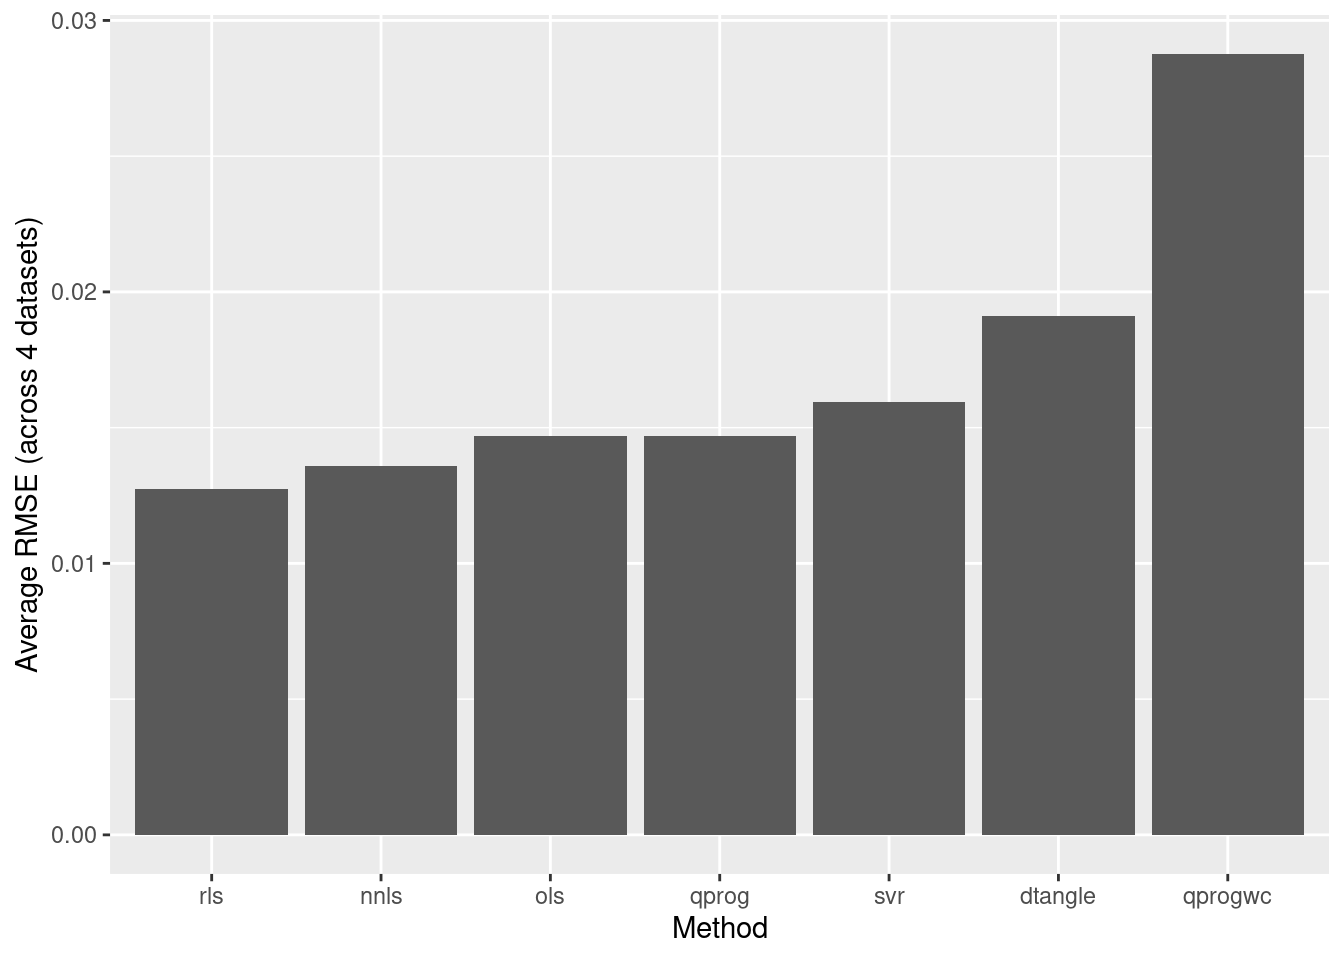 Average RMSE (across 4 datasets)
0.03
0.02
0.01
0.00
rls nnls ols qprog svr dtangle qprogwc
Method